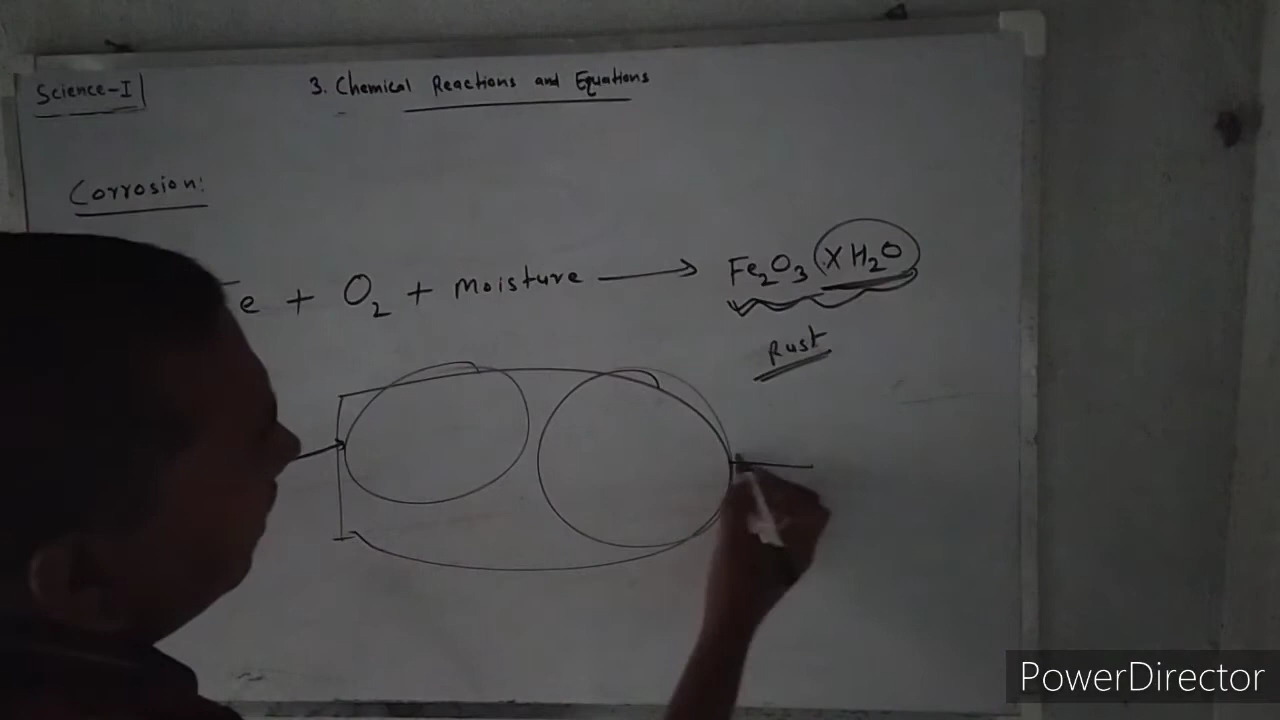 Science-I
3. Chemical Reactions and Equations
Corrosion:
e + O₂ + Moisture → Fe₂O₃ XH₂O
Rust
PowerDirector